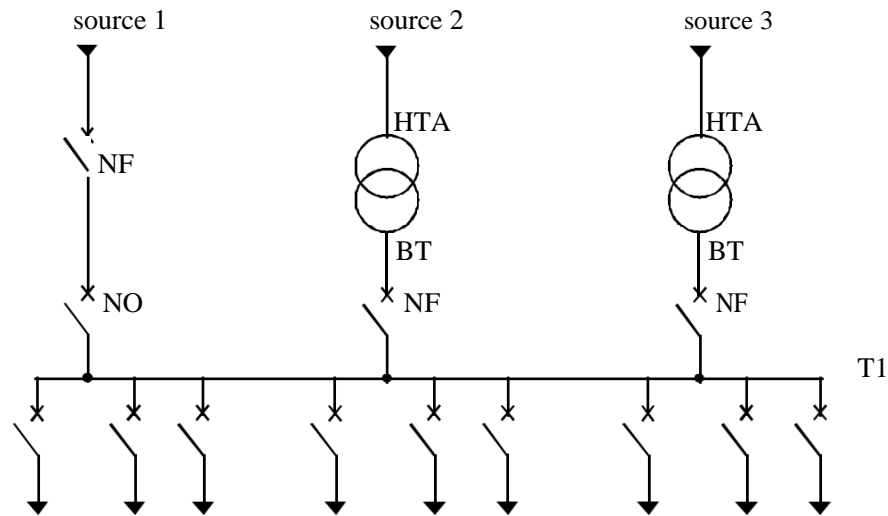 source 1 source 2 source 3
HTA HTA
NF
BT BT
NO NF NF
T1